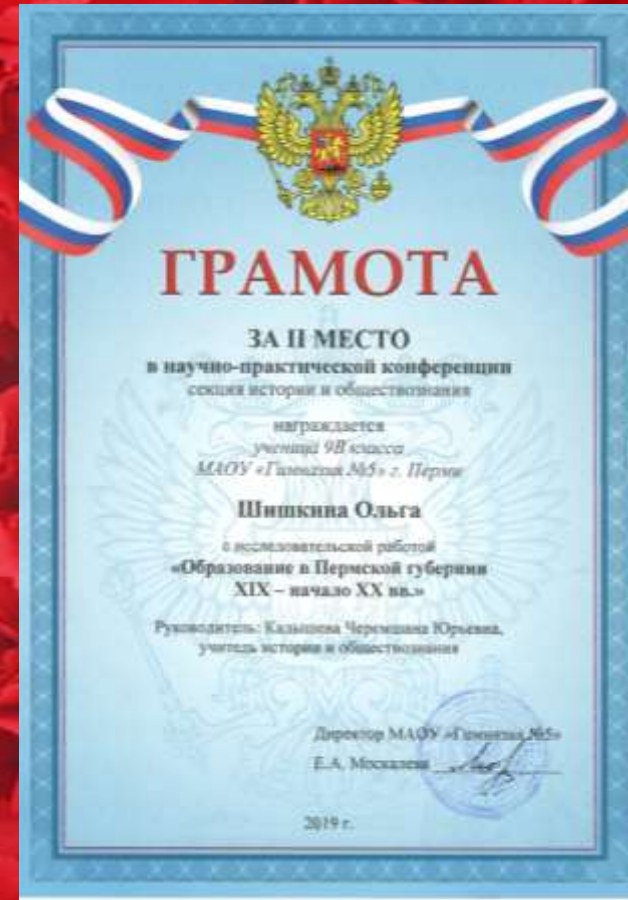 ГРАМОТА
ЗА II МЕСТО
в научно-практической конференции
секция истории и обществознания
награждается
ученица 9В класса
МАОУ «Гимназия №5» г. Перми
Шишкина Ольга
с исследовательской работой
«Образование в Пермской губернии
XIX – начало XX вв.»
Руководитель: Юрьевна,
учитель истории и обществознания
Директор МАОУ «Гимназия №5»
Е.А. Москалева
2019 г.